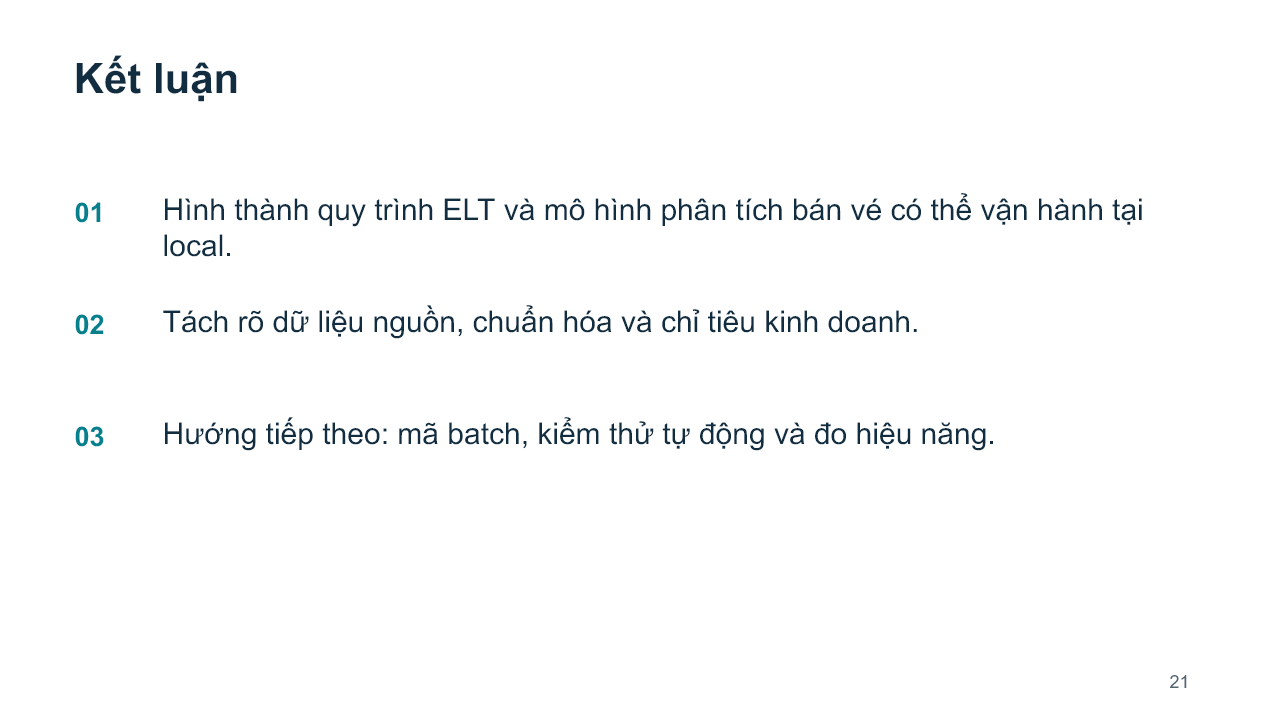 Kết luận
01 Hình thành quy trình ELT và mô hình phân tích bán vé có thể vận hành tại
local.
02 Tách rõ dữ liệu nguồn, chuẩn hóa và chỉ tiêu kinh doanh.
03 Hướng tiếp theo: mã batch, kiểm thử tự động và đo hiệu năng.
21